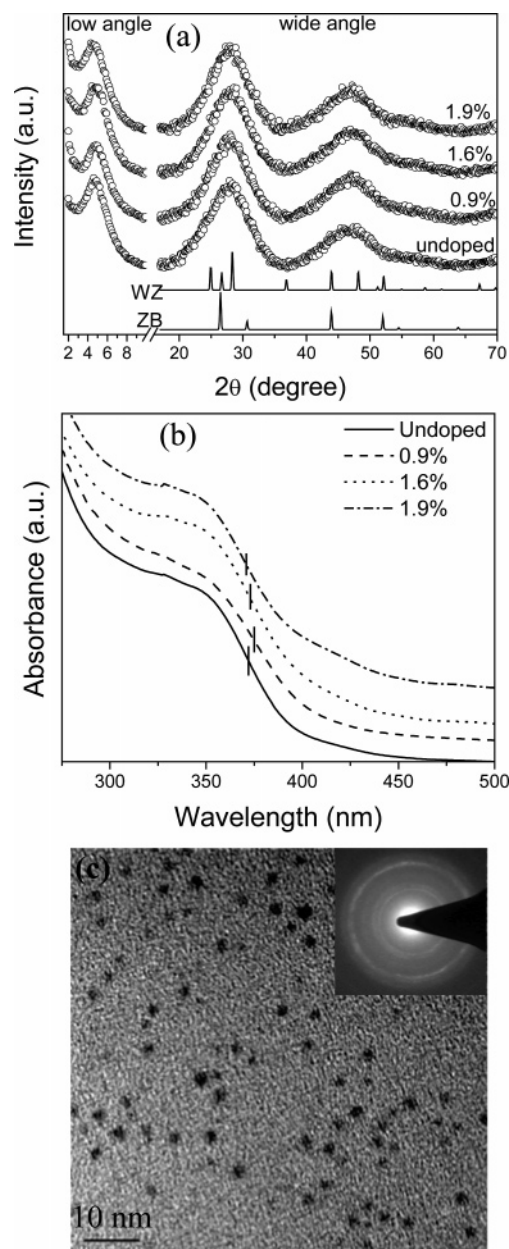 low angle (a) wide angle
1.9%
1.6%
0.9%
undoped
WZ
ZB
Intensity (a.u.)
2 4 6 8 20 30 40 50 60 70
2θ (degree)
(b)
Undoped
0.9%
1.6%
1.9%
Absorbance (a.u.)
300 350 400 450 500
Wavelength (nm)
(c)
10 nm